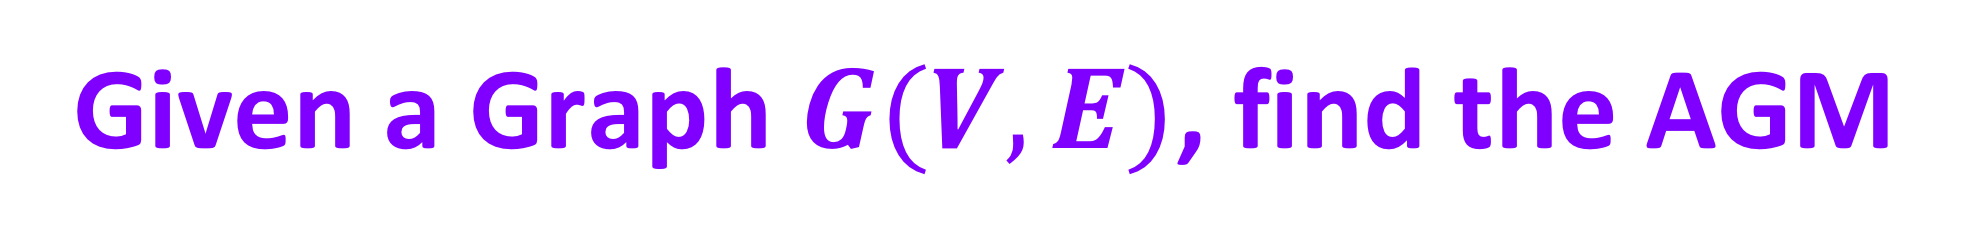 Given a Graph G(V, E), find the AGM